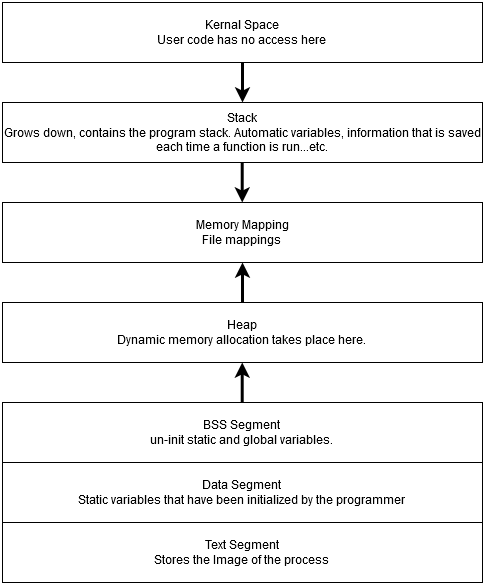 Kernal Space
User code has no access here
Stack
Grows down, contains the program stack. Automatic variables, information that is saved
each time a function is run...etc.
Memory Mapping
File mappings
Heap
Dynamic memory allocation takes place here.
BSS Segment
un-init static and global variables.
Data Segment
Static variables that have been initialized by the programmer
Text Segment
Stores the Image of the process